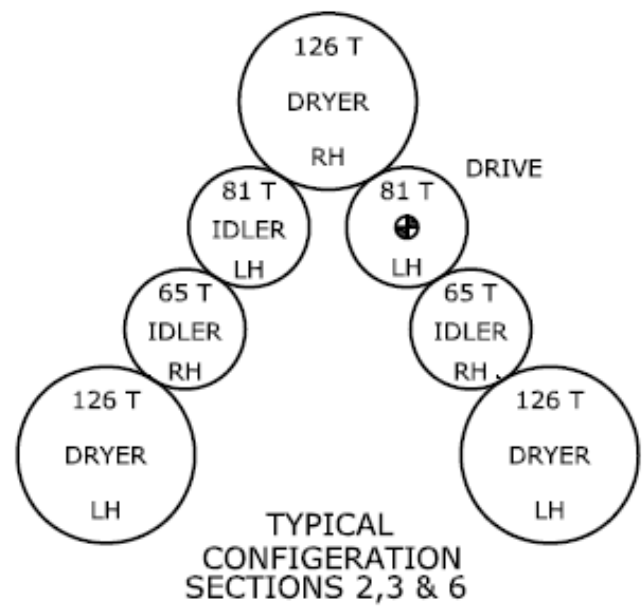 126 T
DRYER
RH
DRIVE
81 T
IDLER
LH
81 T
LH
65 T
IDLER
RH
65 T
IDLER
RH
126 T
DRYER
LH
126 T
DRYER
LH
TYPICAL
CONFIGERATION
SECTIONS 2,3 & 6